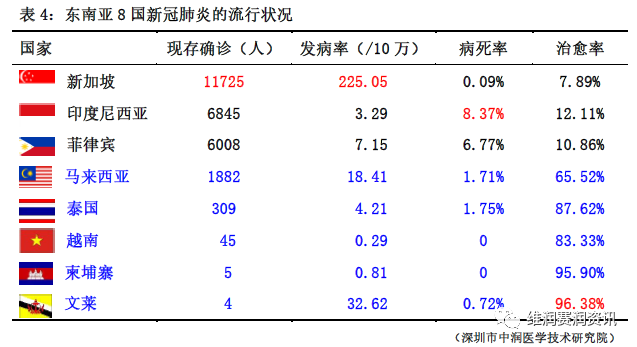 表 4：东南亚 8 国新冠肺炎的流行状况
国家 现存确诊（人） 发病率（/10 万） 病死率 治愈率
新加坡 11725 225.05 0.09% 7.89%
印度尼西亚 6845 3.29 8.37% 12.11%
菲律宾 6008 7.15 6.77% 10.86%
马来西亚 1882 18.41 1.71% 65.52%
泰国 309 4.21 1.75% 87.62%
越南 45 0.29 0 83.33%
柬埔寨 5 0.81 0 95.90%
文莱 4 32.62 0.72% 96.38%
维润赛润资讯
（深圳市中润医学技术研究院）